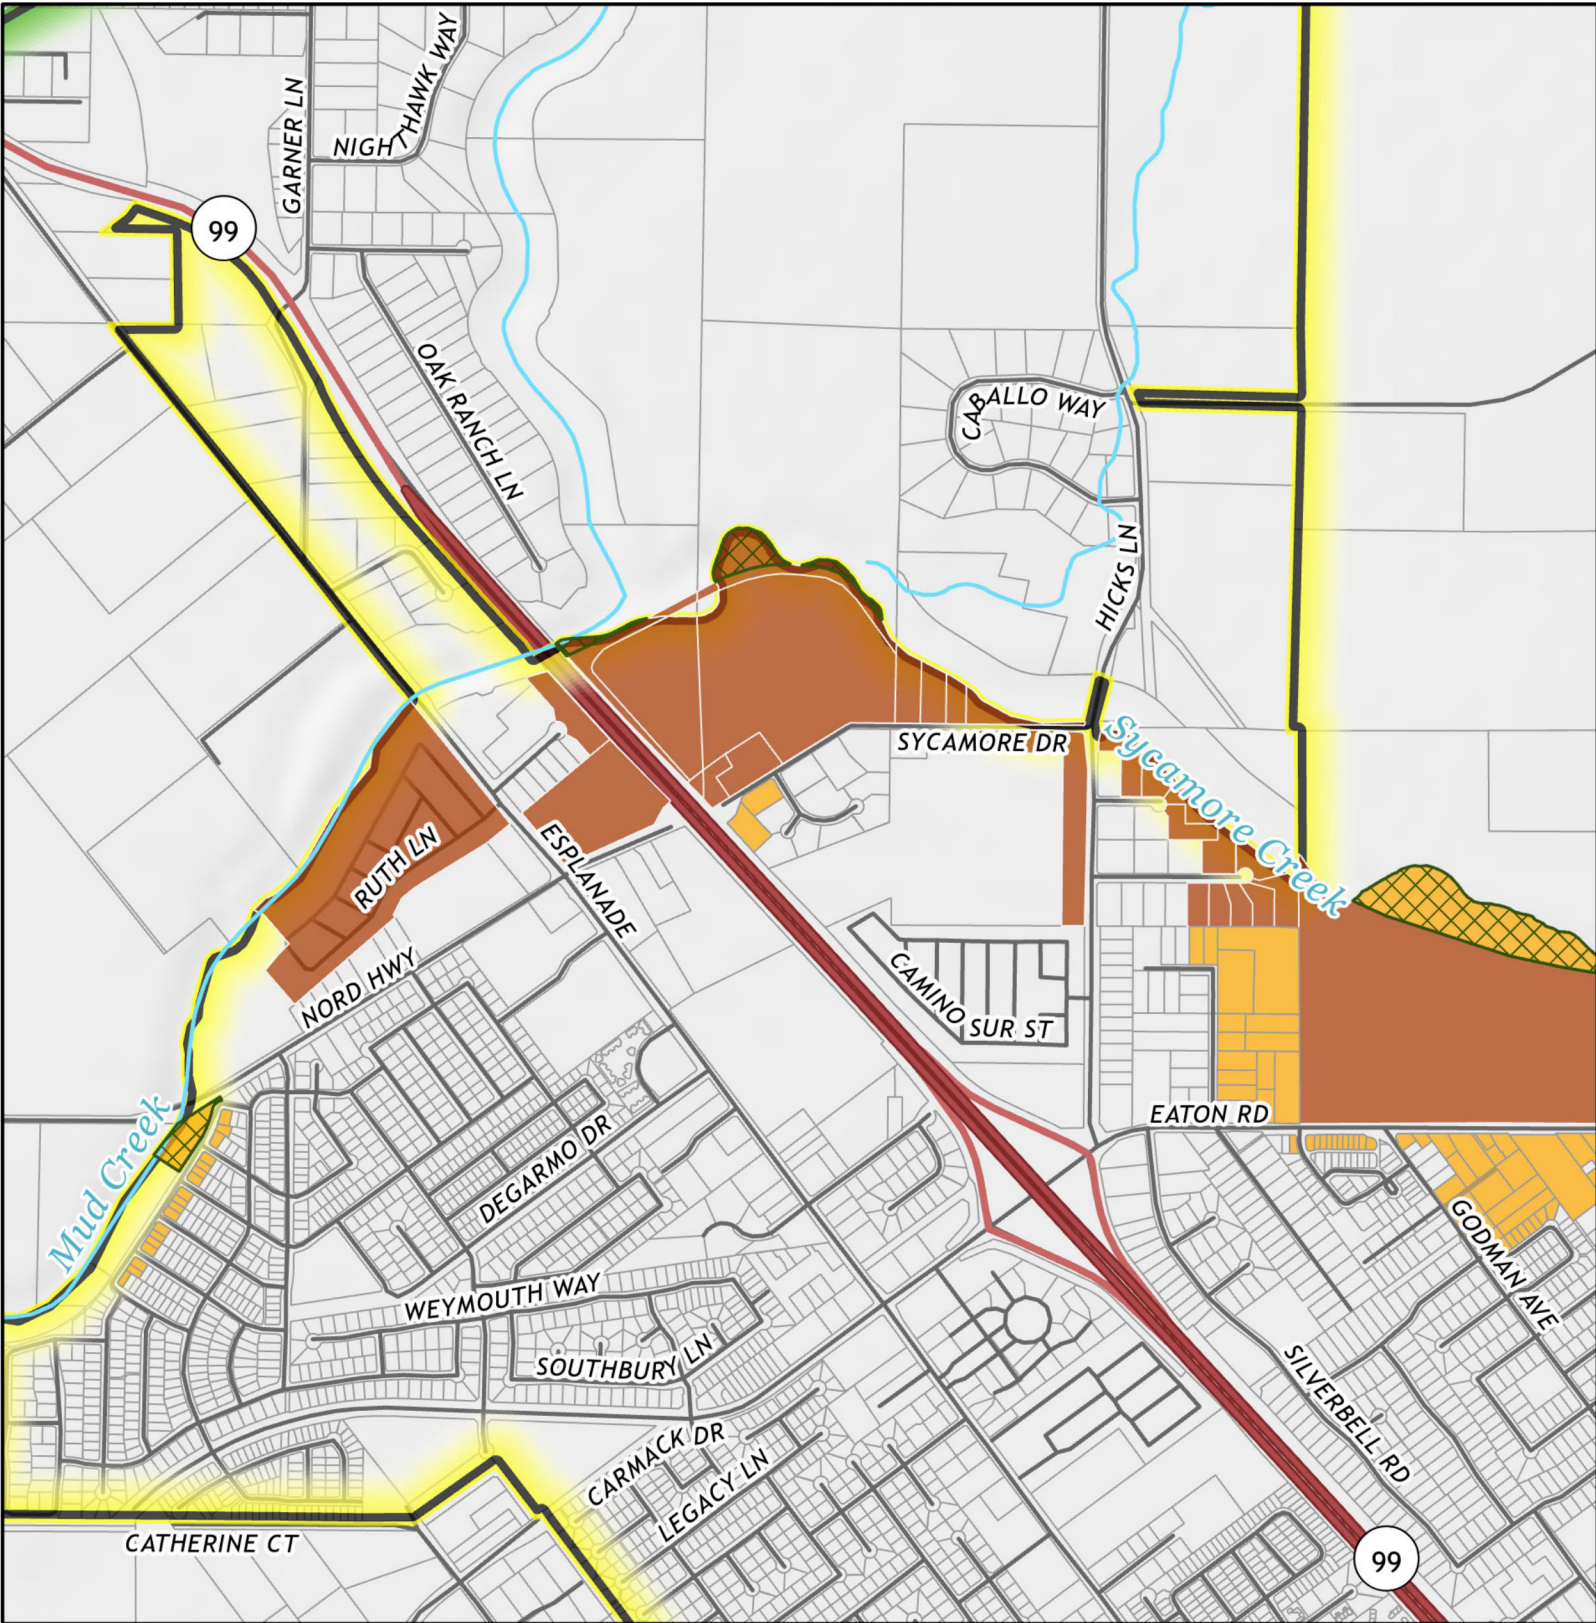 NIGHTHAWK WAY
GARNER LN
99
OAK RANCH LN
CABALLO WAY
HICKS LN
SYCAMORE DR
Sycamore Creek
RUTH LN
ESPLANADE
NORD HWY
CAMINO SUR ST
EATON RD
Mud Creek
DEGARMO DR
GODMAN AVE
WEYMOUTH WAY
SOUTHBURY LN
SILVERBELL RD
CARMACK DR
LEGACY LN
CATHERINE CT
99